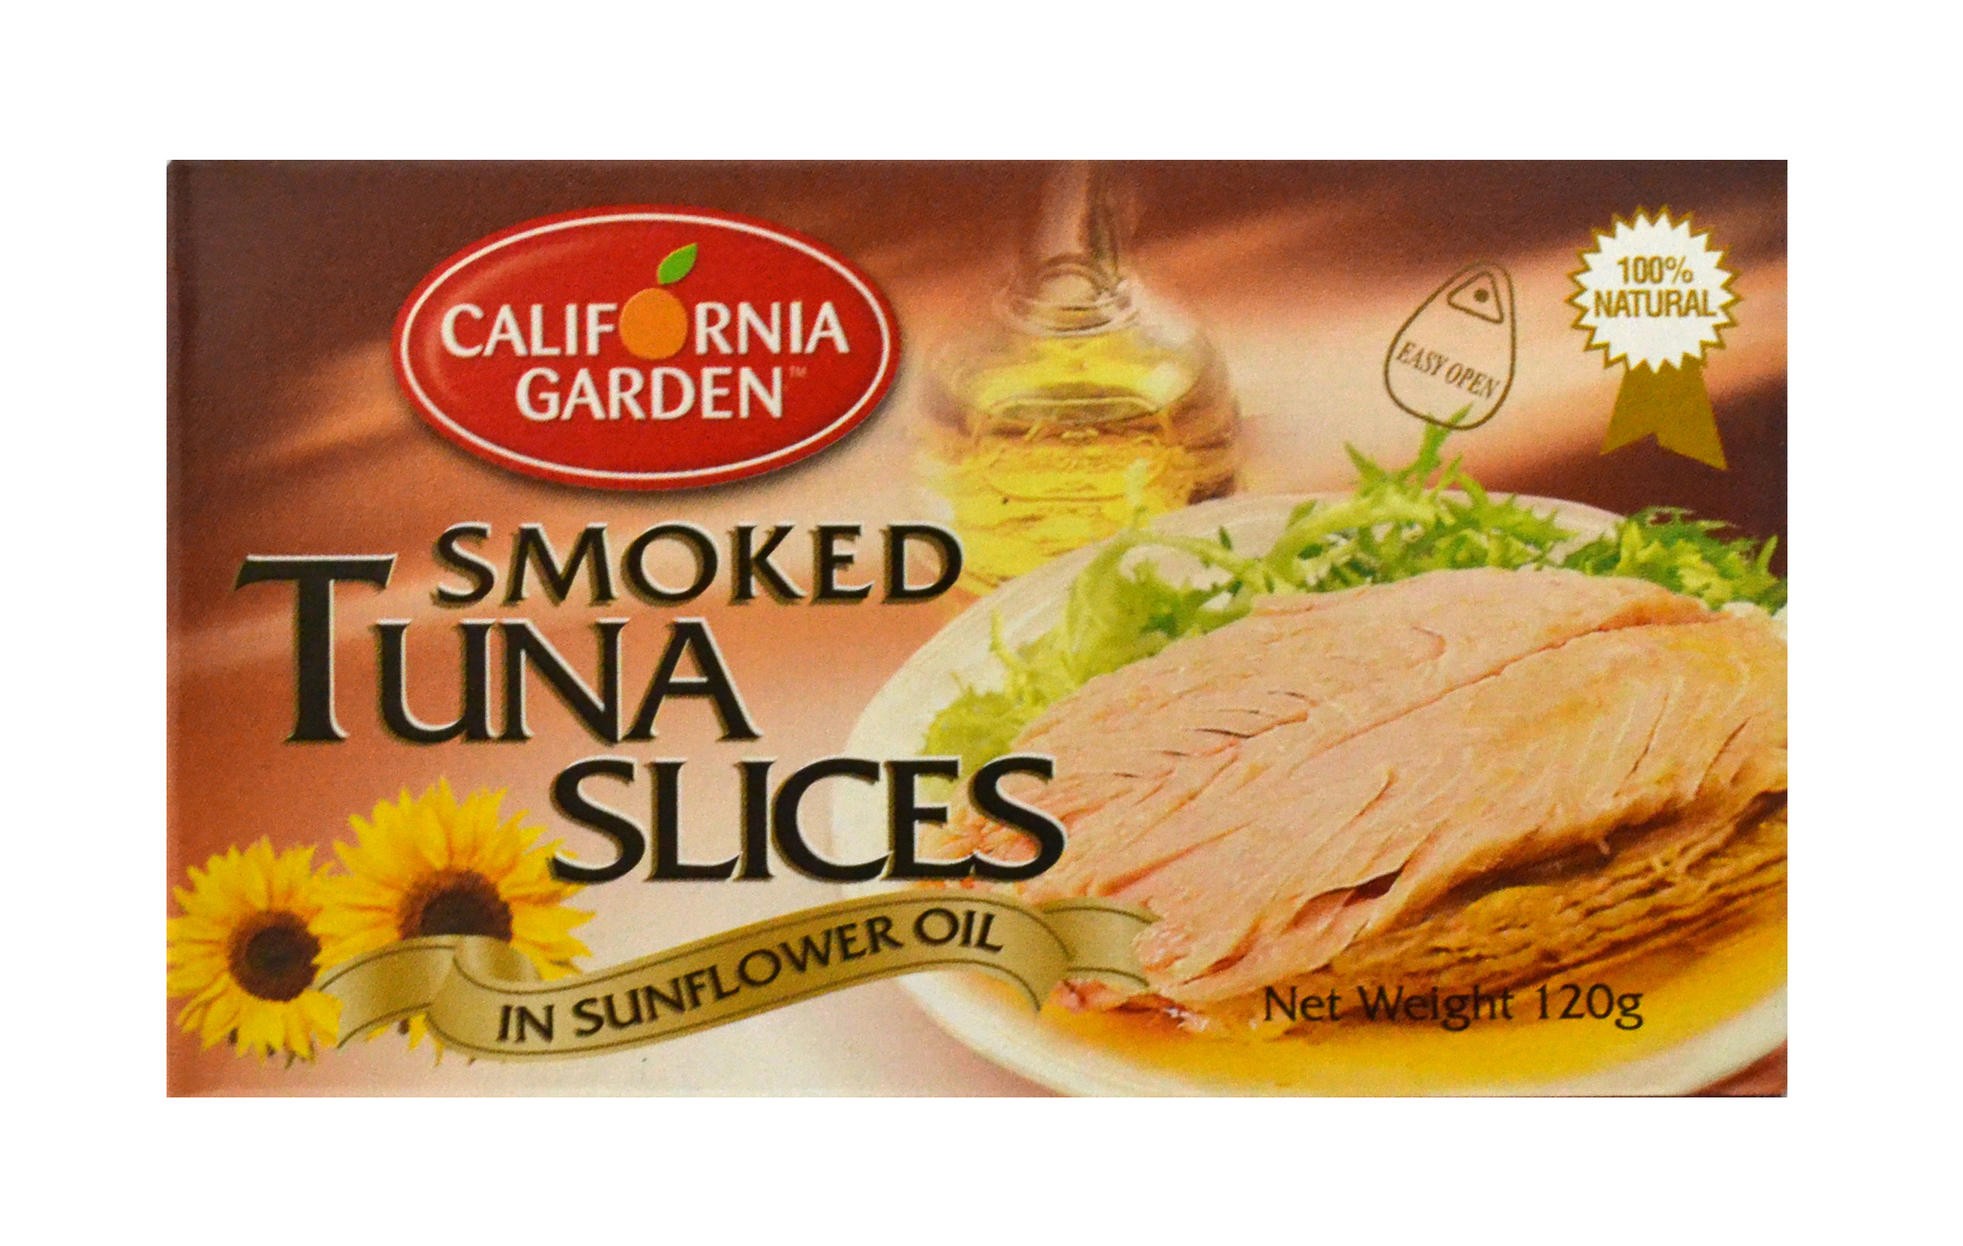 CALIFORNIA
GARDEN™
100%
NATURAL
EASY OPEN
SMOKED
TUNA
SLICES
IN SUNFLOWER OIL
Net Weight 120g